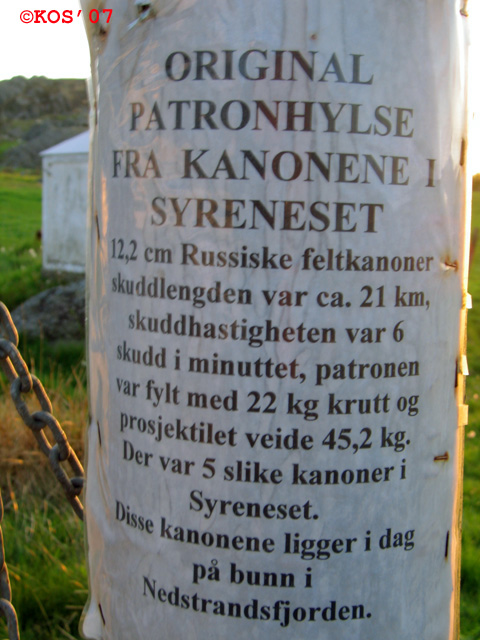 ©KOS'07
ORIGINAL
PATRONHYLSE
FRA KANONENE I
SYRENESET
12,2 cm Russiske feltkanoner
skuddlengden var ca. 21 km,
skuddhastigheten var 6
skudd i minuttet, patronen
var fylt med 22 kg krutt og
prosjektilet veide 45,2 kg.
Der var 5 slike kanoner i
Syreneset.
Disse kanonene ligger i dag
på bunn i
Nedstrandsfjorden.